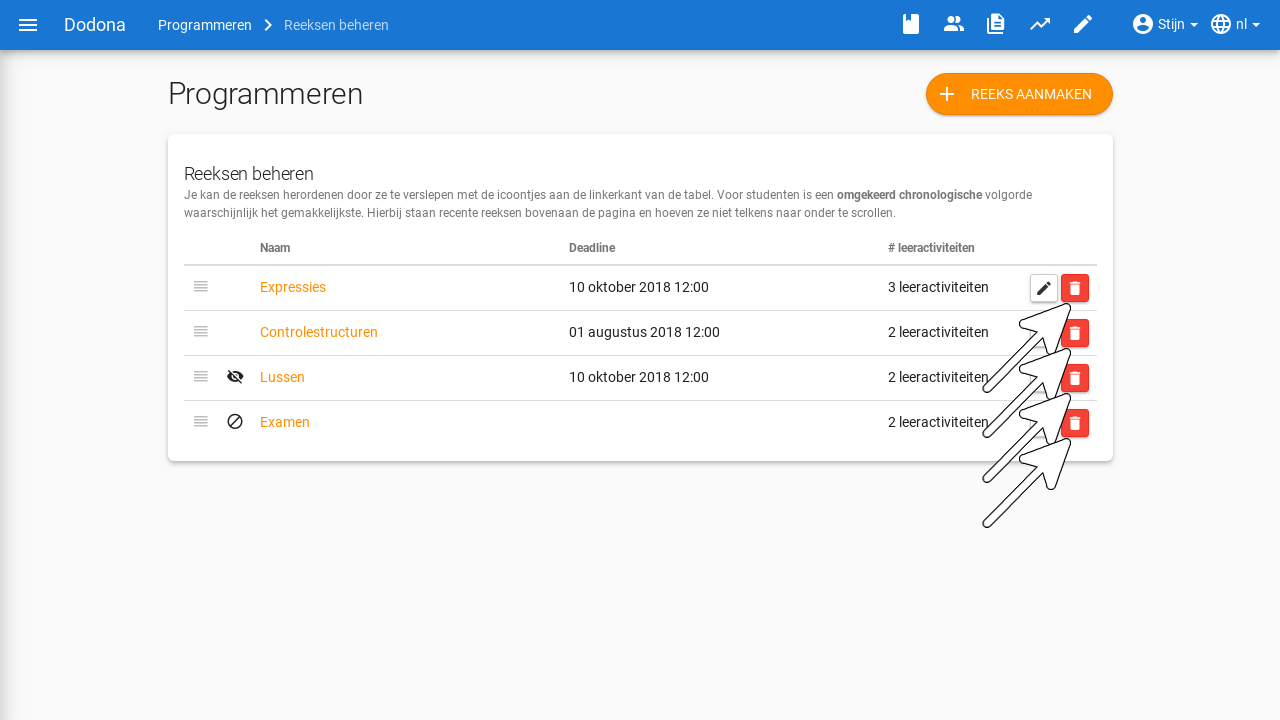 Dodona Programmeren Reeksen beheren Stijn nl
Programmeren REEKS AANMAKEN
Reeksen beheren
Je kan de reeksen herordenen door ze te verslepen met de icoontjes aan de linkerkant van de tabel. Voor studenten is een omgekeerd chronologische volgorde
waarschijnlijk het gemakkelijkste. Hierbij staan recente reeksen bovenaan de pagina en hoeven ze niet telkens naar onder te scrollen.
Naam Deadline # leeractiviteiten
Expressies 10 oktober 2018 12:00 3 leeractiviteiten
Controlestructuren 01 augustus 2018 12:00 2 leeractiviteiten
Lussen 10 oktober 2018 12:00 2 leeractiviteiten
Examen 2 leeractiviteiten